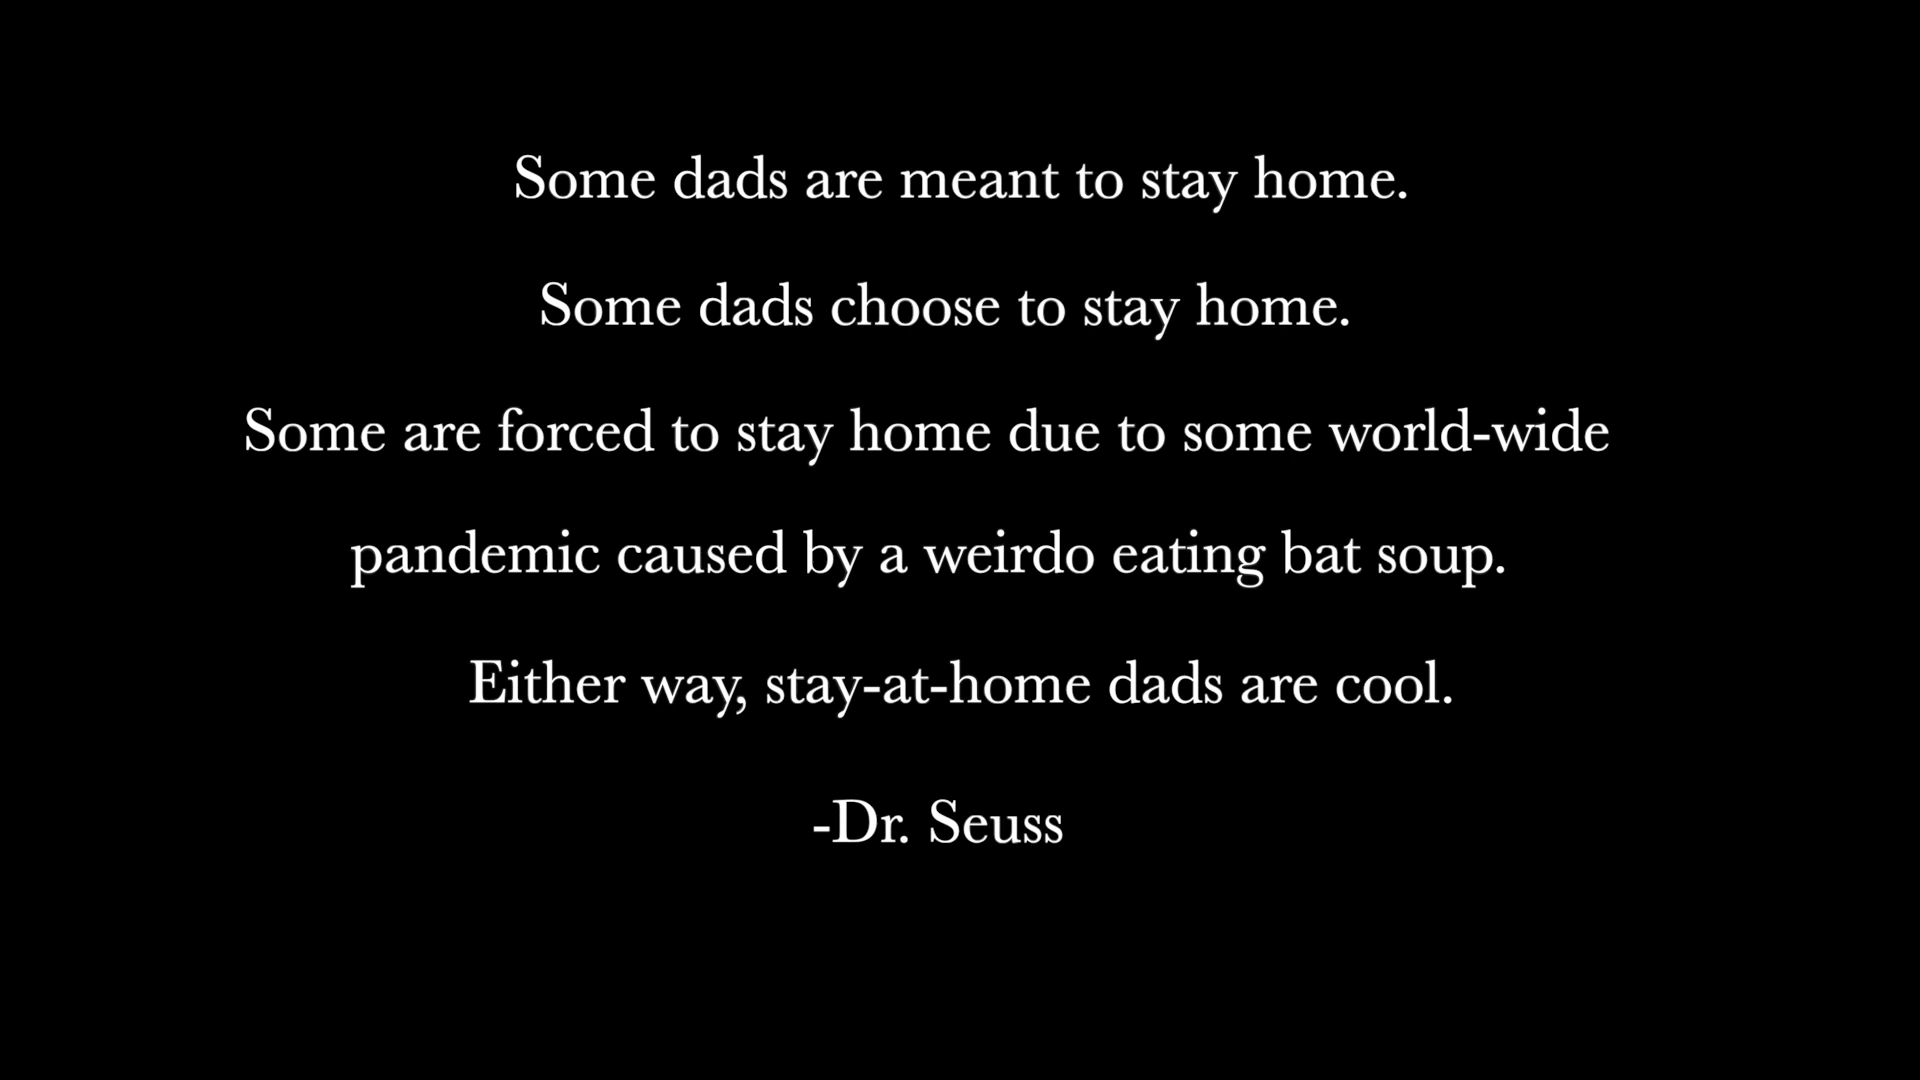 Some dads are meant to stay home.
Some dads choose to stay home.
Some are forced to stay home due to some world-wide
pandemic caused by a weirdo eating bat soup.
Either way, stay-at-home dads are cool.
-Dr. Seuss